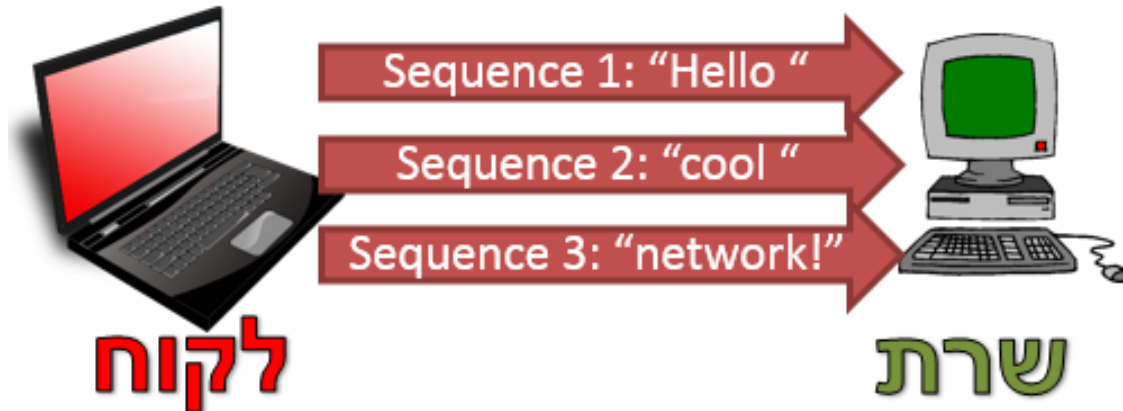 Sequence 1: “Hello “
Sequence 2: “cool “
Sequence 3: “network!”
לקוח
שרת